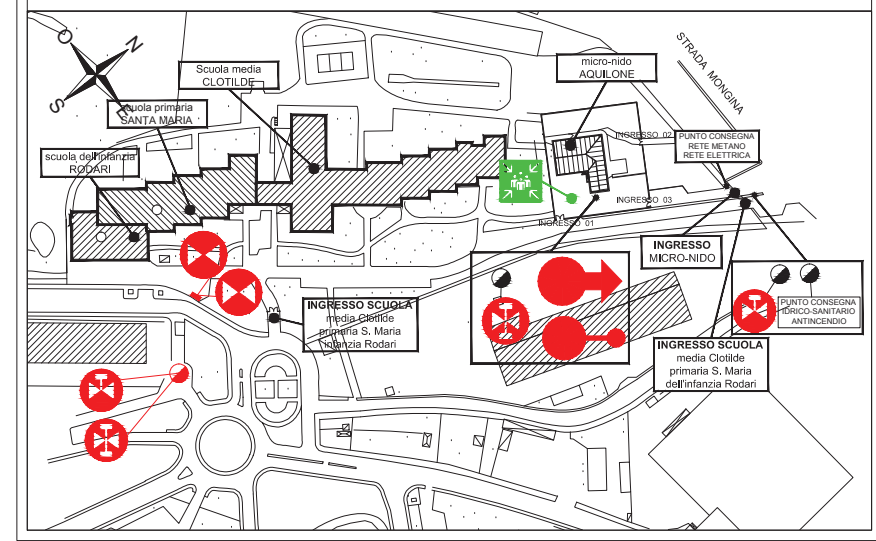 O
N
S
E
Scuola media
CLOTILDE
scuola primaria
SANTA MARIA
scuola dell'infanzia
RODARI
micro-nido
AQUILONE
STRADA MONGINA
INGRESSO 02
PUNTO CONSEGNA
RETE METANO
RETE ELETTRICA
INGRESSO 03
INGRESSO 01
INGRESSO
MICRO-NIDO
INGRESSO SCUOLA
media Clotilde
primaria S. Maria
infanzia Rodari
PUNTO CONSEGNA
IDRICO-SANITARIO
ANTINCENDIO
INGRESSO SCUOLA
media Clotilde
primaria S. Maria
dell'infanzia Rodari